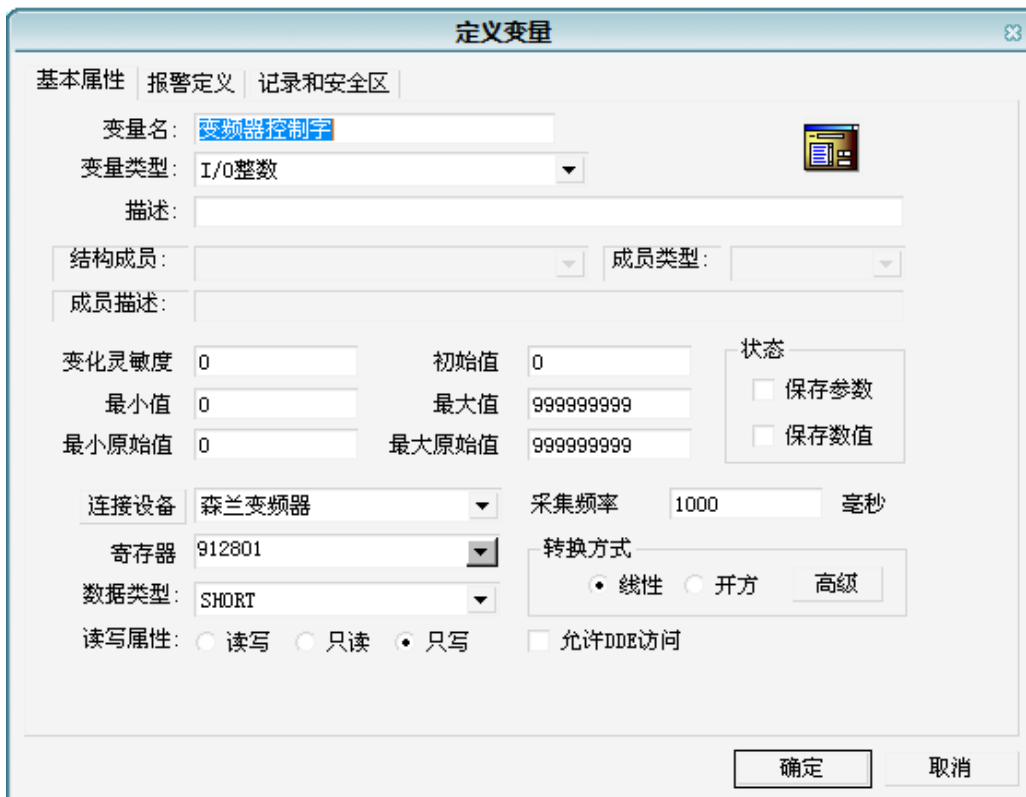 定义变量
基本属性 报警定义 记录和安全区
变量名: 变频器控制字
变量类型: I/O整数
描述:
结构成员: 成员类型:
成员描述:
变化灵敏度 0 初始值 0 状态
保存参数
最小值 0 最大值 999999999
保存数值
最小原始值 0 最大原始值 999999999
连接设备 森兰变频器 采集频率 1000 毫秒
寄存器 912801 转换方式
线性 开方 高级
数据类型: SHORT
读写属性: 读写 只读 只写 允许DDE访问
确定 取消